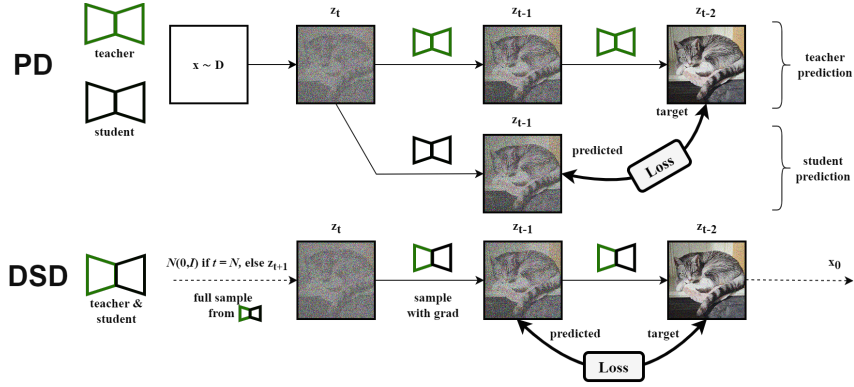 z_t
z_{t-1}
z_{t-2}
teacher
PD
x ~ D
teacher
prediction
student
target
z_{t-1}
predicted
Loss
student
prediction
z_t
z_{t-1}
z_{t-2}
DSD
N(0,I) if t = N, else z_{t+1}
x_0
teacher &
student
full sample
from
sample
with grad
predicted
target
Loss